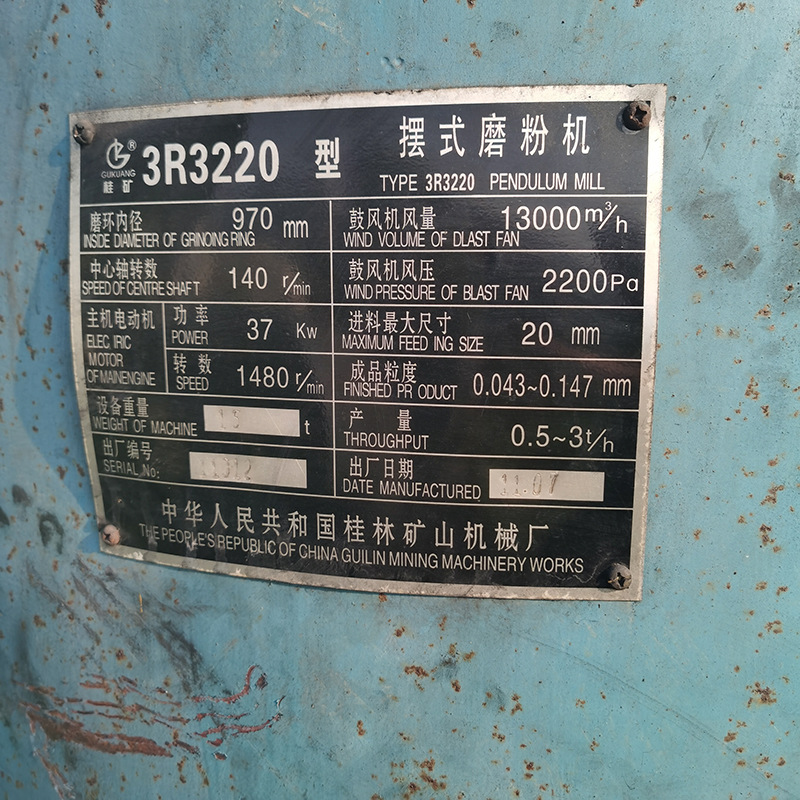 GUIKUANG
桂矿
3R3220 型
摆式磨粉机
TYPE 3R3220 PENDULUM MILL
磨环内径 970 mm
INSIDE DIAMETER OF GRINOING RING
鼓风机风量 13000 m³/h
WIND VOLUME OF DLAST FAN
中心轴转数 140 r/min
SPEED OF CENTRE SHAFT
鼓风机风压 2200Pa
WIND PRESSURE OF BLAST FAN
主机电动机
ELEC IRIC
MOTOR
OF MAINENGINE
功率 37 Kw
POWER
转数 1480 r/min
SPEED
进料最大尺寸 20 mm
MAXIMUM FEED ING SIZE
成品粒度 0.043~0.147 mm
FINISHED PR ODUCT
设备重量 t
WEIGHT OF MACHINE
产量 0.5~3t/h
THROUGHPUT
出厂编号
SERIAL.No:
出厂日期 11.07
DATE MANUFACTURED
中华人民共和国桂林矿山机械厂
THE PEOPLE'S REPUBLIC OF CHINA GUILIN MINING MACHINERY WORKS